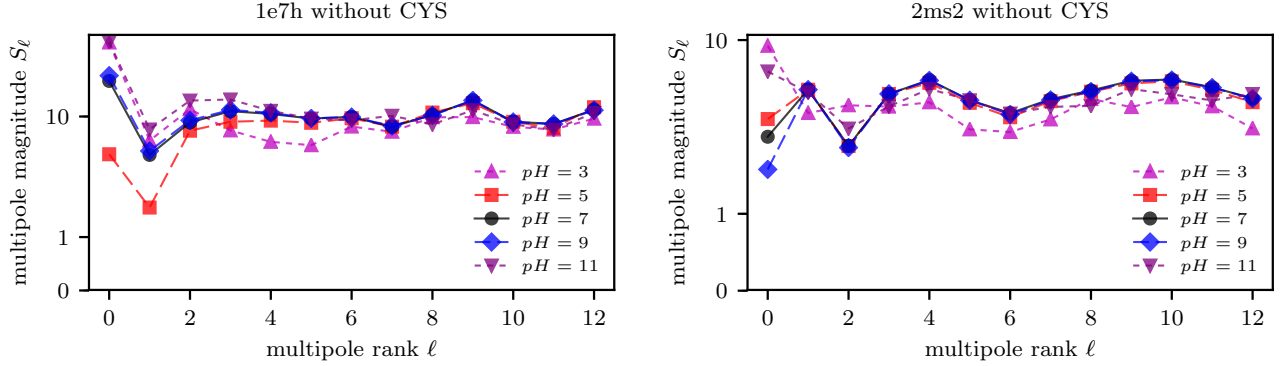 1e7h without CYS
multipole magnitude Sℓ
10
1
0
pH = 3
pH = 5
pH = 7
pH = 9
pH = 11
0 2 4 6 8 10 12
multipole rank ℓ
2ms2 without CYS
multipole magnitude Sℓ
10
1
0
pH = 3
pH = 5
pH = 7
pH = 9
pH = 11
0 2 4 6 8 10 12
multipole rank ℓ